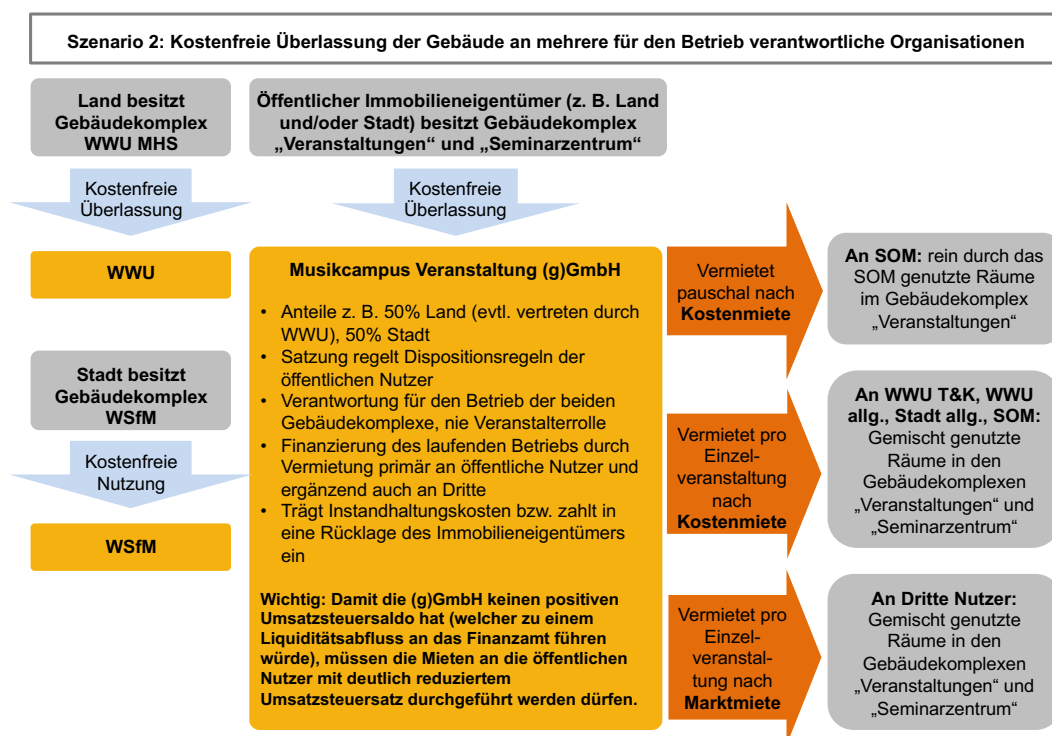 Szenario 2: Kostenfreie Überlassung der Gebäude an mehrere für den Betrieb verantwortliche Organisationen
Land besitzt
Gebäudekomplex
WWU MHS
Kostenfreie
Überlassung
WWU
Stadt besitzt
Gebäudekomplex
WSfM
Kostenfreie
Nutzung
WSfM
Öffentlicher Immobilieneigentümer (z. B. Land
und/oder Stadt) besitzt Gebäudekomplex
„Veranstaltungen“ und „Seminarzentrum“
Kostenfreie
Überlassung
Musikcampus Veranstaltung (g)GmbH
• Anteile z. B. 50% Land (evtl. vertreten durch
WWU), 50% Stadt
• Satzung regelt Dispositionsregeln der
öffentlichen Nutzer
• Verantwortung für den Betrieb der beiden
Gebäudekomplexe, nie Veranstalterrolle
• Finanzierung des laufenden Betriebs durch
Vermietung primär an öffentliche Nutzer und
ergänzend auch an Dritte
• Trägt Instandhaltungskosten bzw. zahlt in
eine Rücklage des Immobilieneigentümers
ein
Wichtig: Damit die (g)GmbH keinen positiven
Umsatzsteuersaldo hat (welcher zu einem
Liquiditätsabfluss an das Finanzamt führen
würde), müssen die Mieten an die öffentlichen
Nutzer mit deutlich reduziertem
Umsatzsteuersatz durchgeführt werden dürfen.
Vermietet
pauschal nach
Kostenmiete
An SOM: rein durch das
SOM genutzte Räume
im Gebäudekomplex
„Veranstaltungen“
Vermietet pro
Einzel-
veranstaltung
nach
Kostenmiete
An WWU T&K, WWU
allg., Stadt allg., SOM:
Gemischt genutzte
Räume in den
Gebäudekomplexen
„Veranstaltungen“ und
„Seminarzentrum“
Vermietet pro
Einzel-
veranstal-
tung nach
Marktmiete
An Dritte Nutzer:
Gemischt genutzte
Räume in den
Gebäudekomplexen
„Veranstaltungen“ und
„Seminarzentrum“